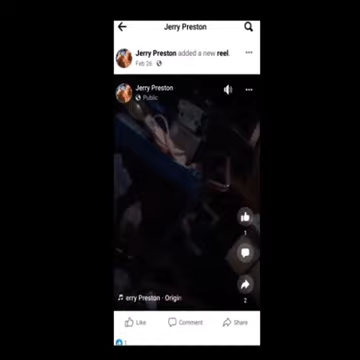 Jerry Preston
Jerry Preston added a new reel.
Feb 26
Jerry Preston
Public
1
2
erry Preston · Origin
Like
Comment
Share
1